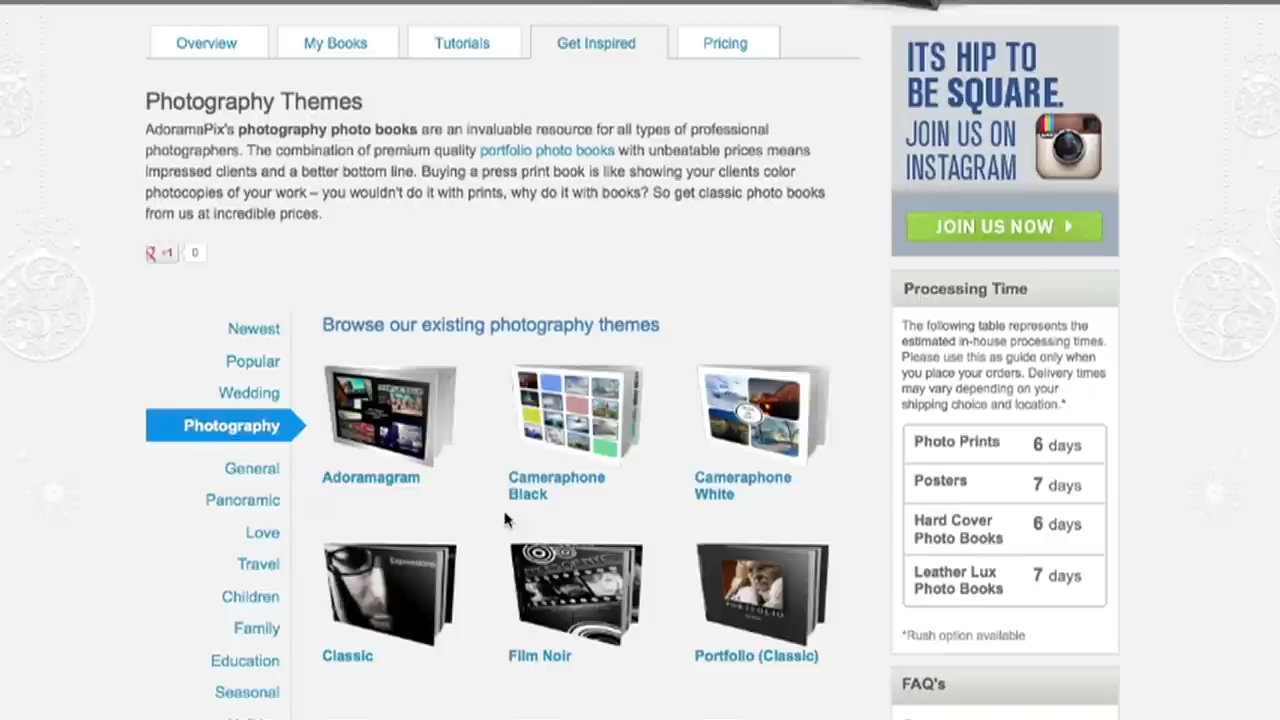 Overview
My Books
Tutorials
Get Inspired
Pricing
Photography Themes
AdoramaPix's photography photo books are an invaluable resource for all types of professional
photographers. The combination of premium quality portfolio photo books with unbeatable prices means
impressed clients and a better bottom line. Buying a press print book is like showing your clients color
photocopies of your work – you wouldn't do it with prints, why do it with books? So get classic photo books
from us at incredible prices.
+1
0
Newest
Popular
Wedding
Photography
General
Panoramic
Love
Travel
Children
Family
Education
Seasonal
Browse our existing photography themes
Adoramagram
Cameraphone
Black
Cameraphone
White
Expressions
PORTFOLIO
Classic
Film Noir
Portfolio (Classic)
ITS HIP TO
BE SQUARE.
JOIN US ON
INSTAGRAM
JOIN US NOW
Processing Time
The following table represents the
estimated in-house processing times.
Please use this as guide only when
you place your orders. Delivery times
may vary depending on your
shipping choice and location.*
Photo Prints 6 days
Posters 7 days
Hard Cover
Photo Books 6 days
Leather Lux
Photo Books 7 days
*Rush option available
FAQ's